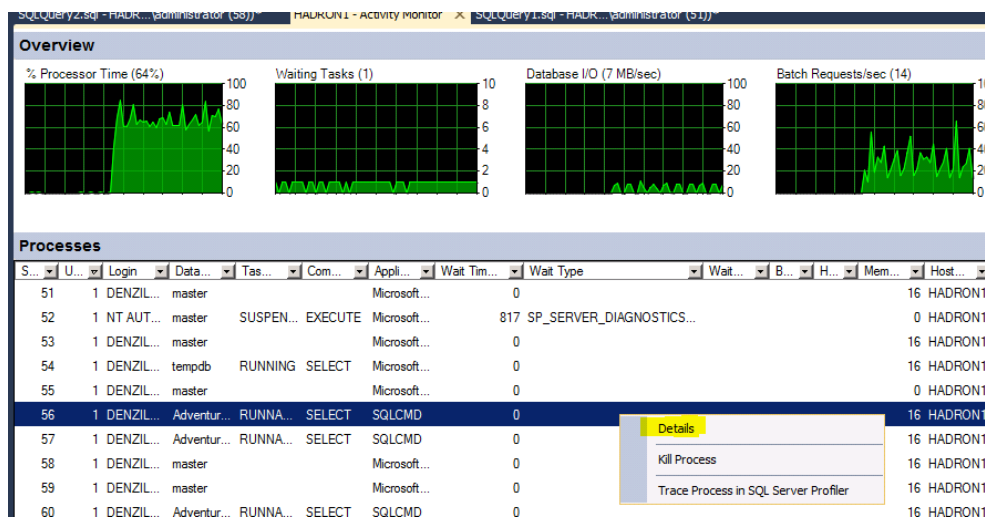 SQLQuery2.sql - HADR...\administrator (58))* HADRON1 - Activity Monitor × SQLQuery1.sql - HADR...\administrator (51))*
Overview
% Processor Time (64%) Waiting Tasks (1) Database I/O (7 MB/sec) Batch Requests/sec (14)
100 10 100 10
80 8 80 80
60 6 60 60
40 4 40 40
20 2 20 20
0 0 0 0
Processes
S... U... Login Data... Tas... Com... Appli... Wait Tim... Wait Type Wait... B... H... Mem... Host...
51 1 DENZIL... master Microsoft... 0 16 HADRON1
52 1 NT AUT... master SUSPEN... EXECUTE Microsoft... 817 SP_SERVER_DIAGNOSTICS... 0 HADRON1
53 1 DENZIL... master Microsoft... 0 16 HADRON1
54 1 DENZIL... tempdb RUNNING SELECT Microsoft... 0 16 HADRON1
55 1 DENZIL... master Microsoft... 0 0 HADRON1
56 1 DENZIL... Adventur... RUNNA... SELECT SQLCMD 0 16 HADRON1
Details
57 1 DENZIL... Adventur... RUNNA... SELECT SQLCMD 0 16 HADRON1
58 1 DENZIL... master Microsoft... 0 16 HADRON1
Kill Process
59 1 DENZIL... master Microsoft... 0 16 HADRON1
Trace Process in SQL Server Profiler
60 1 DENZIL... Adventur... RUNNA... SELECT SQLCMD 0 16 HADRON1